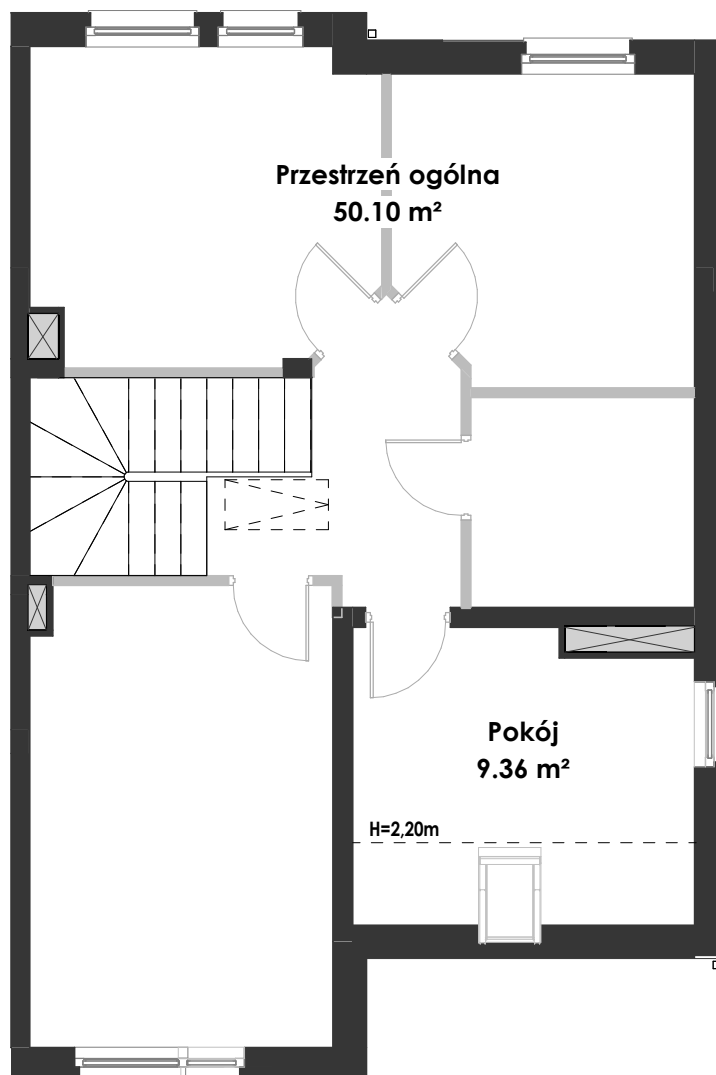 Przestrzeń ogólna
50.10 m²
Pokój
9.36 m²
H=2,20m